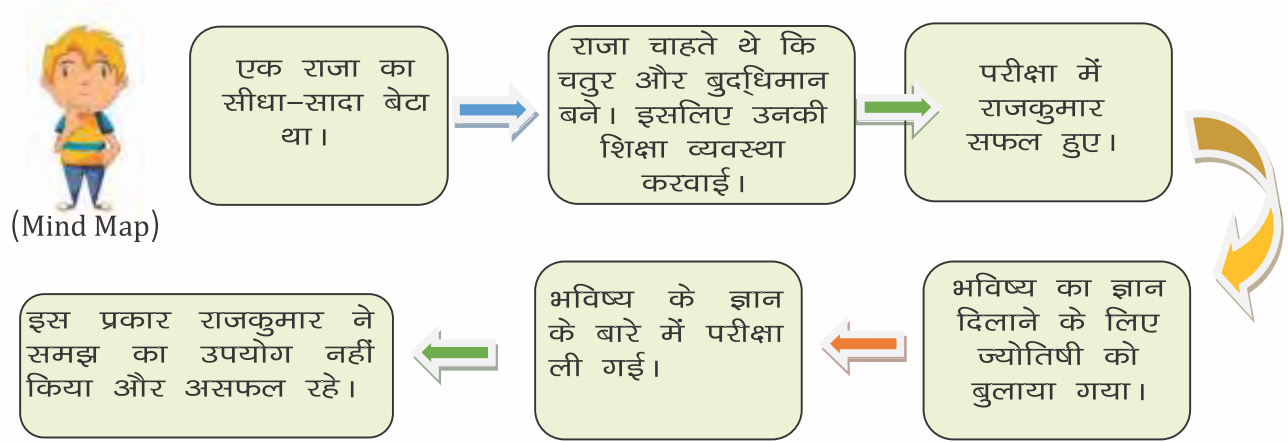 एक राजा का
सीधा–सादा बेटा
था।
राजा चाहते थे कि
चतुर और बुद्धिमान
बने। इसलिए उनकी
शिक्षा व्यवस्था
करवाई।
परीक्षा में
राजकुमार
सफल हुए।
(Mind Map)
भविष्य का ज्ञान
दिलाने के लिए
ज्योतिषी को
बुलाया गया।
भविष्य के ज्ञान
के बारे में परीक्षा
ली गई।
इस प्रकार राजकुमार ने
समझ का उपयोग नहीं
किया और असफल रहे।